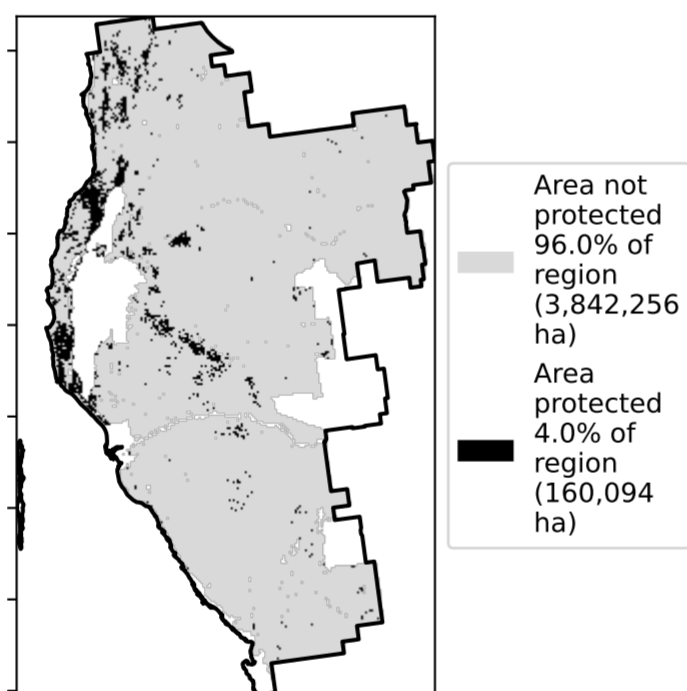 Area not
protected
96.0% of
region
(3,842,256
ha)
Area
protected
4.0% of
region
(160,094
ha)